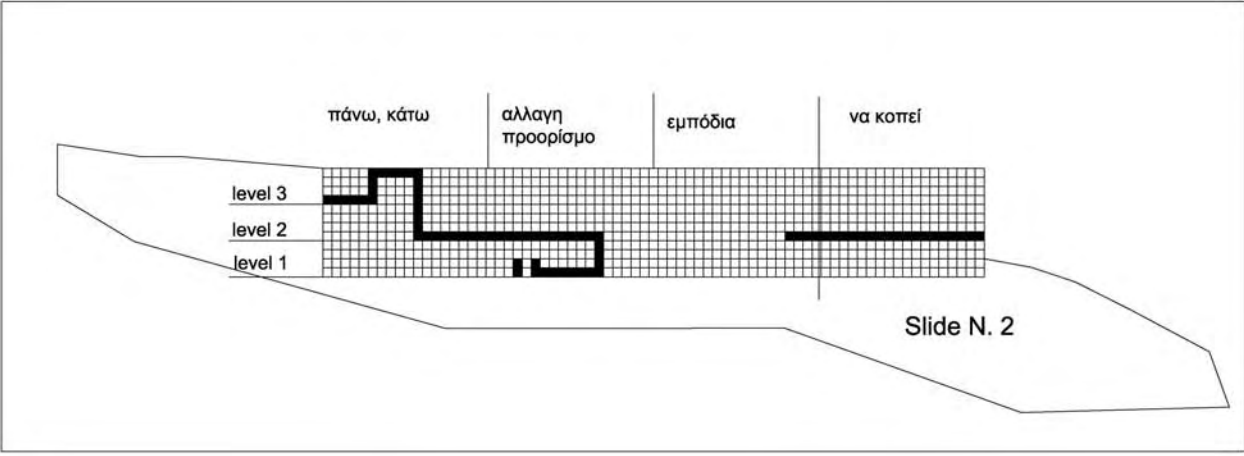 πάνω, κάτω
αλλαγη
προορίσμο
εμπόδια
να κοπεί
level 3
level 2
level 1
Slide N. 2